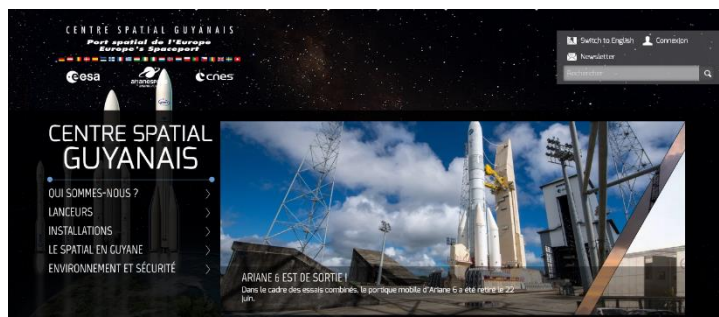 CENTRE SPATIAL GUYANAIS
Port spatial de l'Europe
Europe's Spaceport
esa
arianespace
cnes
Switch to English
Connexion
Newsletter
Rechercher
CENTRE SPATIAL
GUYANAIS
QUI SOMMES-NOUS ?
LANCEURS
INSTALLATIONS
LE SPATIAL EN GUYANE
ENVIRONNEMENT ET SÉCURITÉ
ARIANE 6 EST DE SORTIE !
Dans le cadre des essais combinés, le portique mobile d'Ariane 6 a été retiré le 22
juin.